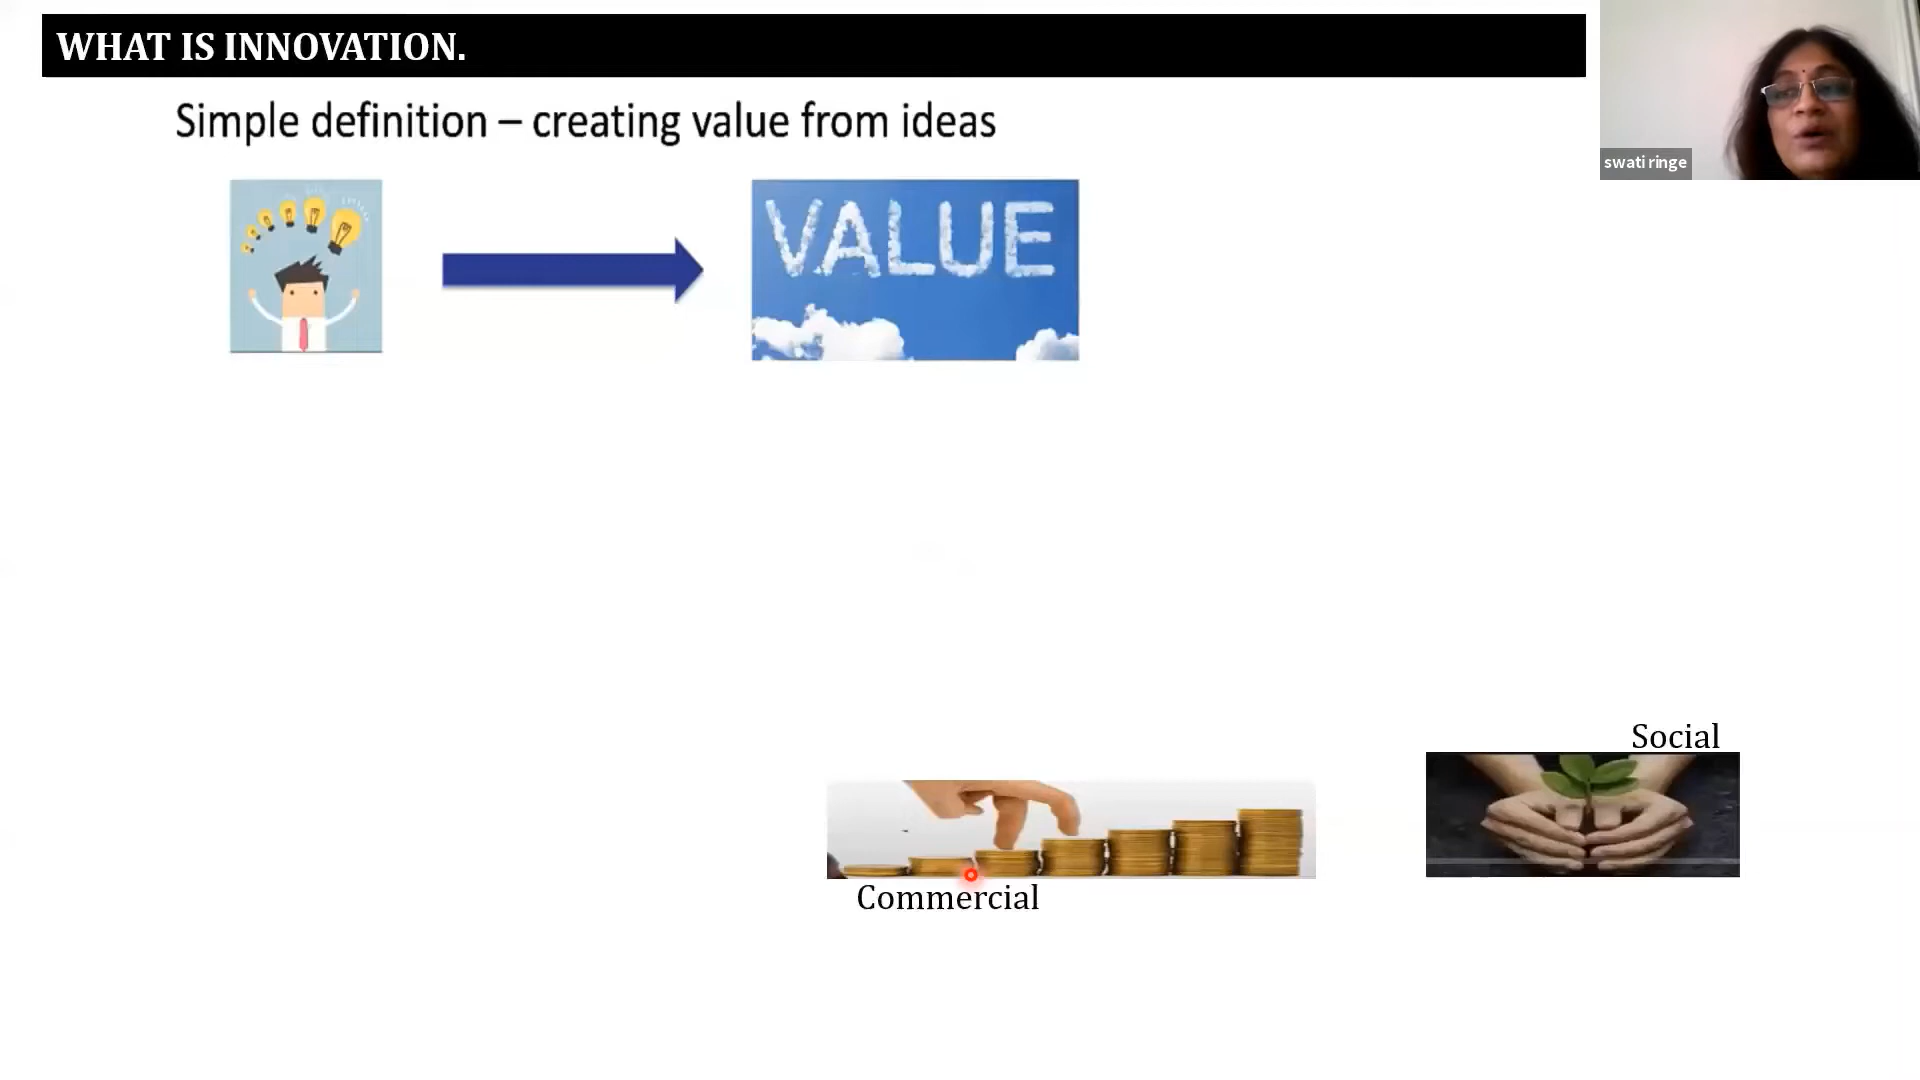 WHAT IS INNOVATION.
swati ringe
Simple definition – creating value from ideas
VALUE
Social
Commercial